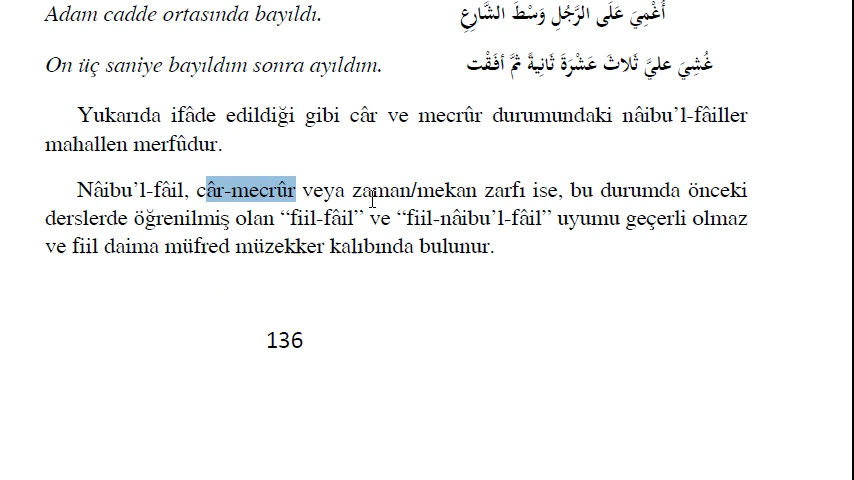 Adam cadde ortasında bayıldı. أُغْمِيَ عَلَى الرَّجُلِ وَسْطَ الشَّارِعِ
On üç saniye bayıldım sonra ayıldım. غُشِيَ عليَّ ثَلاثَ عَشْرَةَ ثَانِيةً ثمَّ أفَقْت
Yukarıda ifâde edildiği gibi câr ve mecrûr durumundaki nâibu’l-fâiller
mahallen merfûdur.
Nâibu’l-fâil, câr-mecrûr veya zaman/mekan zarfı ise, bu durumda önceki
derslerde öğrenilmiş olan “fiil-fâil” ve “fiil-nâibu’l-fâil” uyumu geçerli olmaz
ve fiil daima müfred müzekker kalıbında bulunur.
136